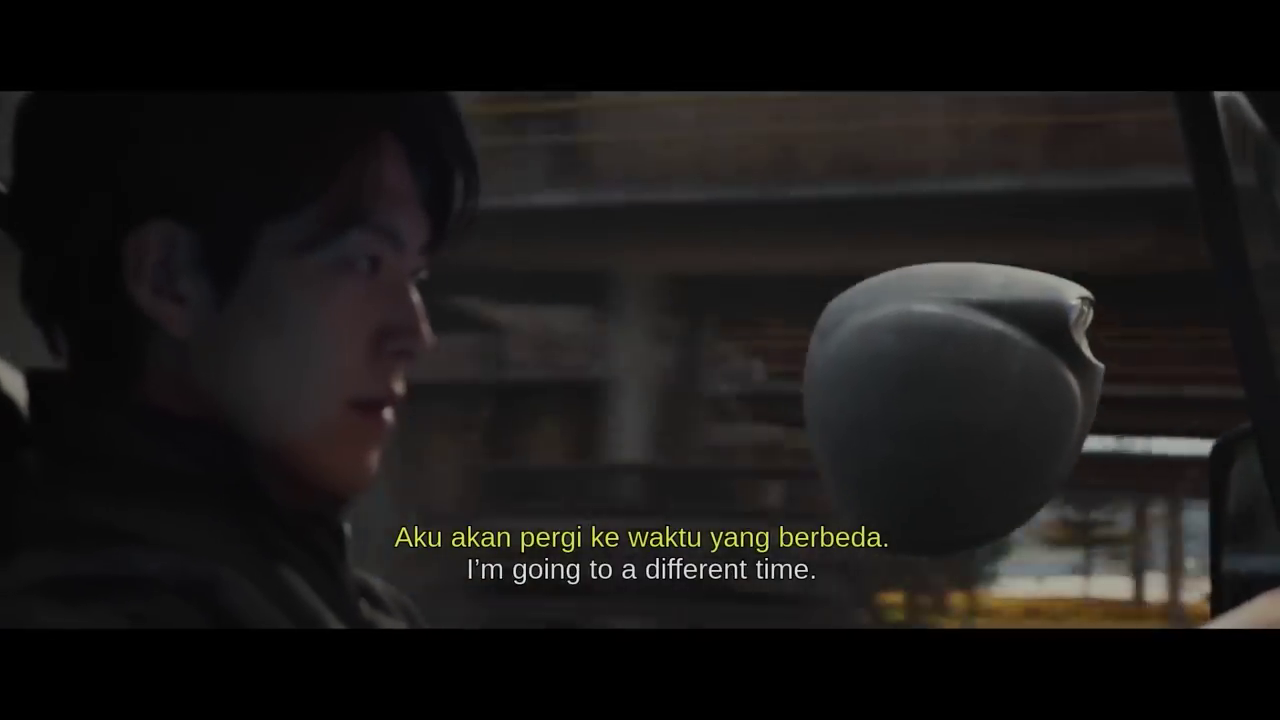 Aku akan pergi ke waktu yang berbeda.
I'm going to a different time.